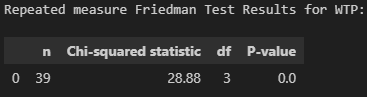 Repeated measure Friedman Test Results for WTP:
n Chi-squared statistic df P-value
0 39 28.88 3 0.0